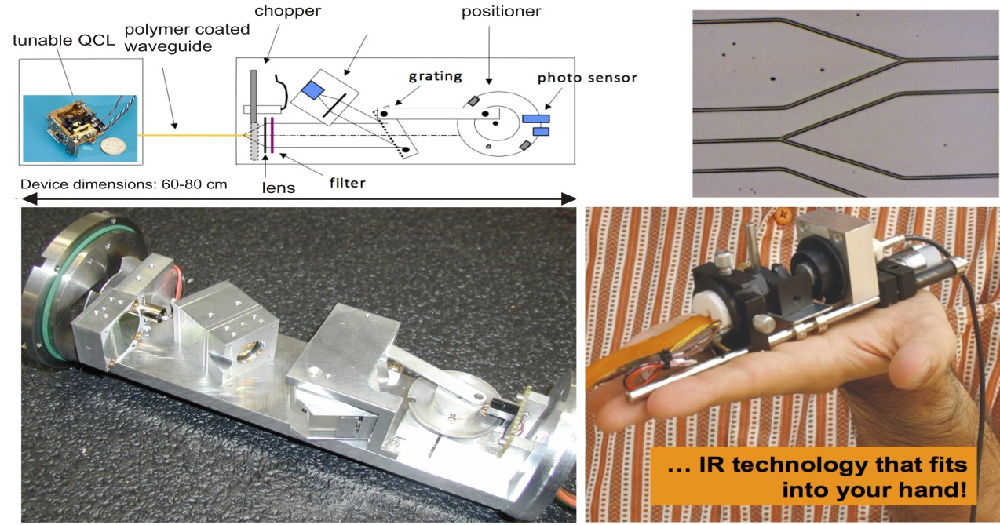 chopper
positioner
tunable QCL
polymer coated
waveguide
grating
photo sensor
Device dimensions: 60-80 cm
lens
filter
... IR technology that fits
into your hand!